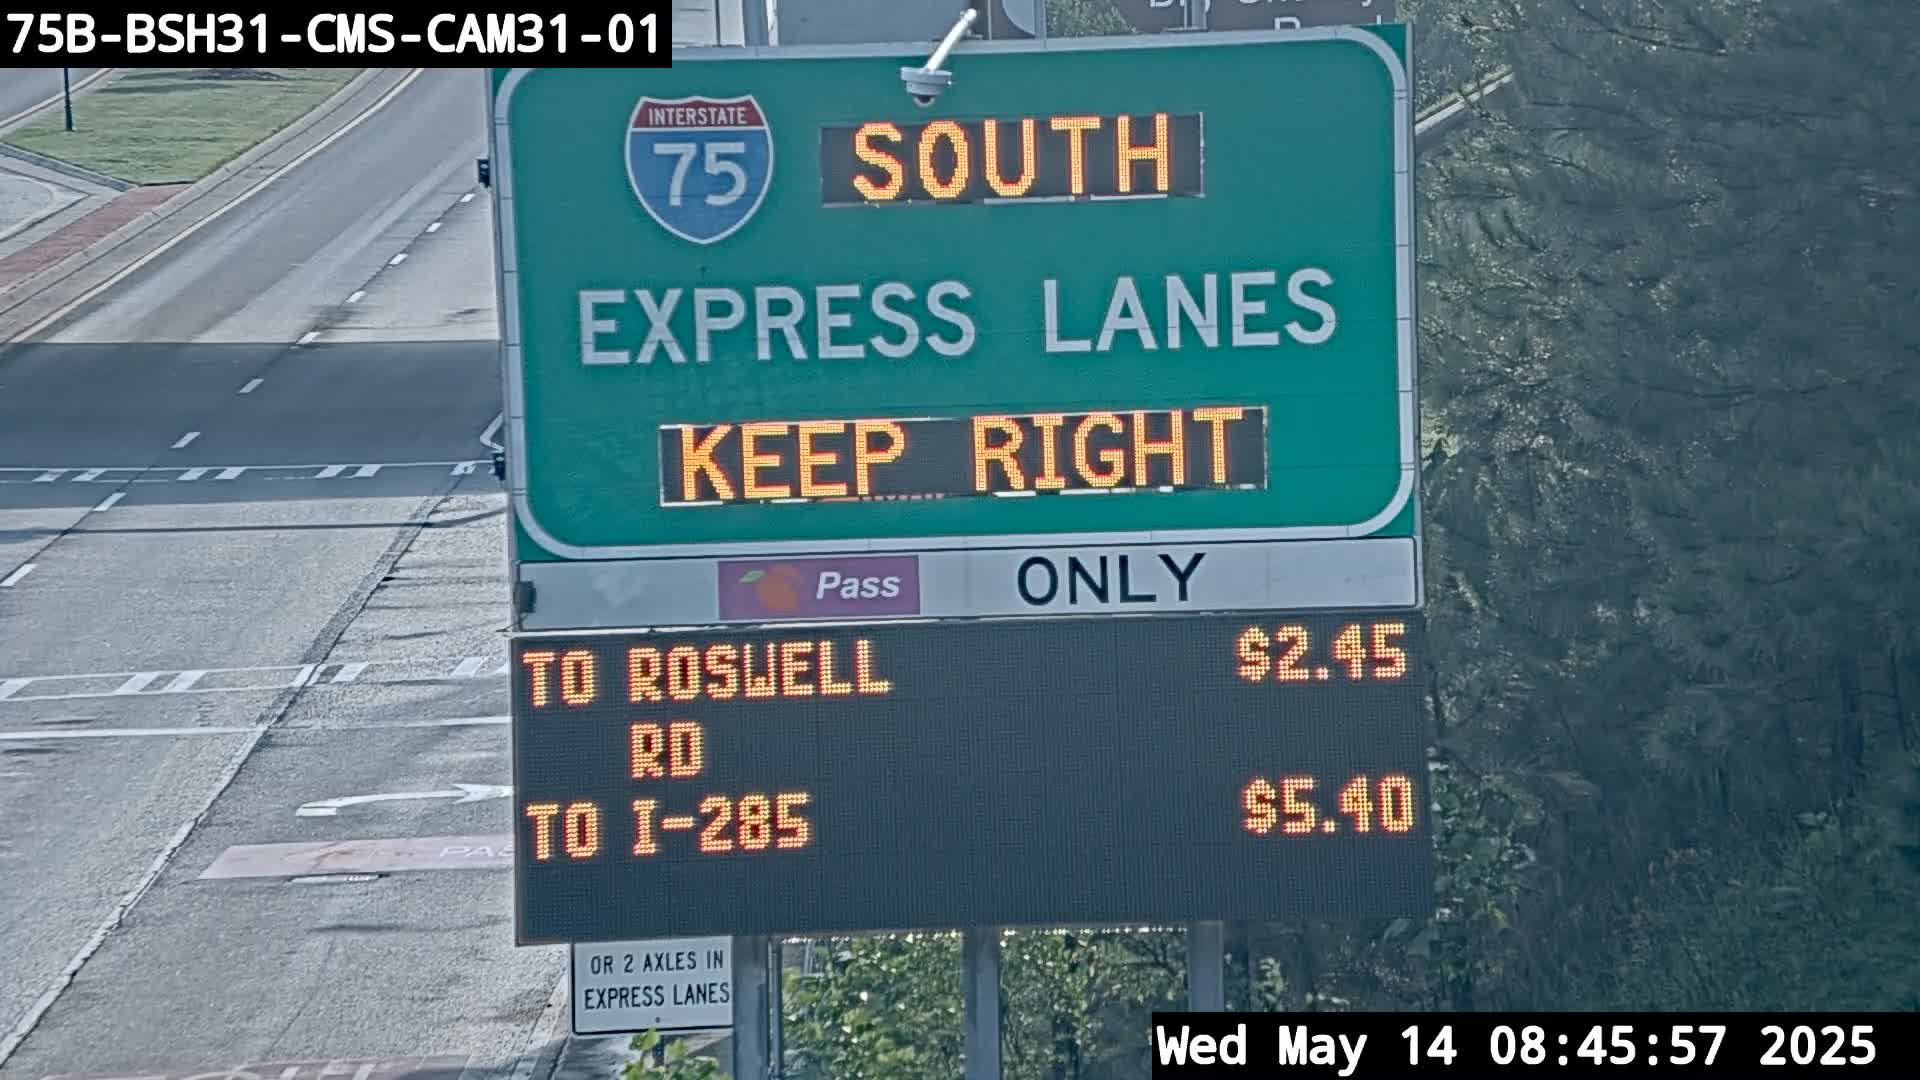 75B-BSH31-CMS-CAM31-01
INTERSTATE
75
SOUTH
EXPRESS LANES
KEEP RIGHT
Pass
ONLY
TO ROSWELL $2.45
RD
TO I-285 $5.40
OR 2 AXLES IN
EXPRESS LANES
Wed May 14 08:45:57 2025